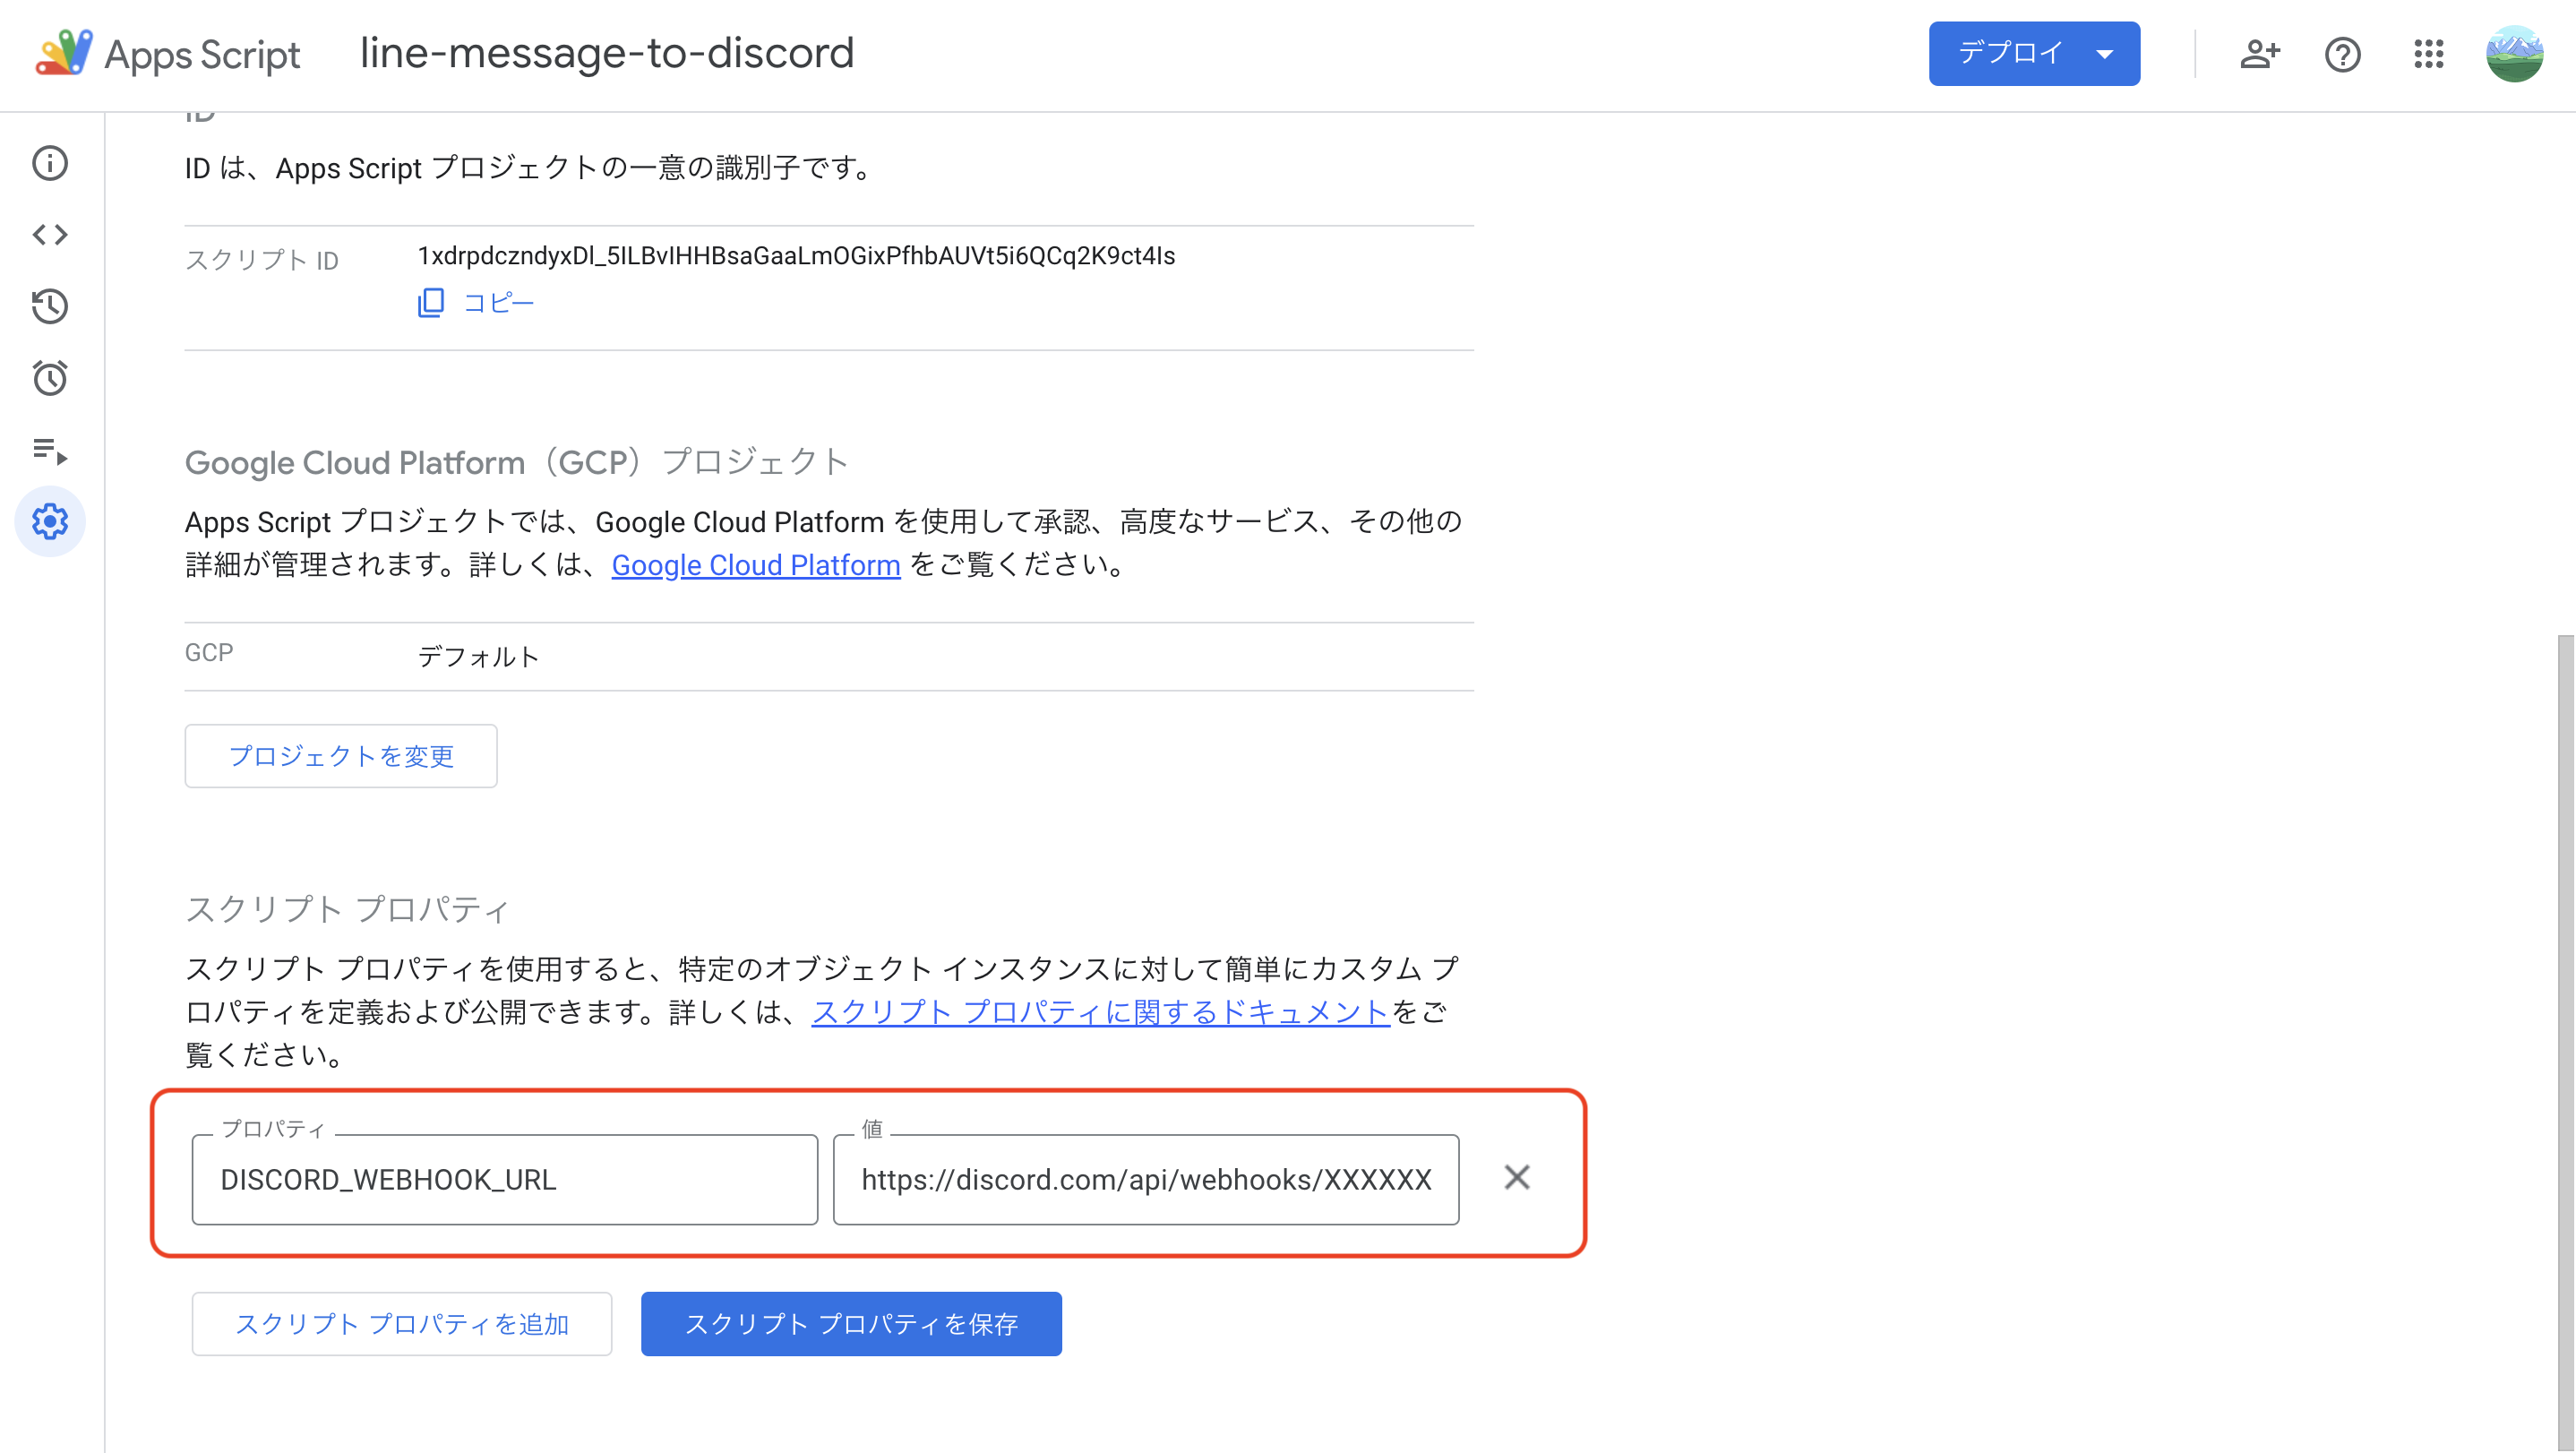 Apps Script
line-message-to-discord
デプロイ
ID
ID は、Apps Script プロジェクトの一意の識別子です。
スクリプト ID
1xdrpdczndyxDl_5ILBvIHHBsaGaaLmOGixPfhbAUVt5i6QCq2K9ct4Is
コピー
Google Cloud Platform（GCP）プロジェクト
Apps Script プロジェクトでは、Google Cloud Platform を使用して承認、高度なサービス、その他の
詳細が管理されます。詳しくは、Google Cloud Platform をご覧ください。
GCP
デフォルト
プロジェクトを変更
スクリプト プロパティ
スクリプト プロパティを使用すると、特定のオブジェクト インスタンスに対して簡単にカスタム プ
ロパティを定義および公開できます。詳しくは、スクリプト プロパティに関するドキュメントをご
覧ください。
プロパティ
DISCORD_WEBHOOK_URL
値
https://discord.com/api/webhooks/XXXXXX
スクリプト プロパティを追加
スクリプト プロパティを保存